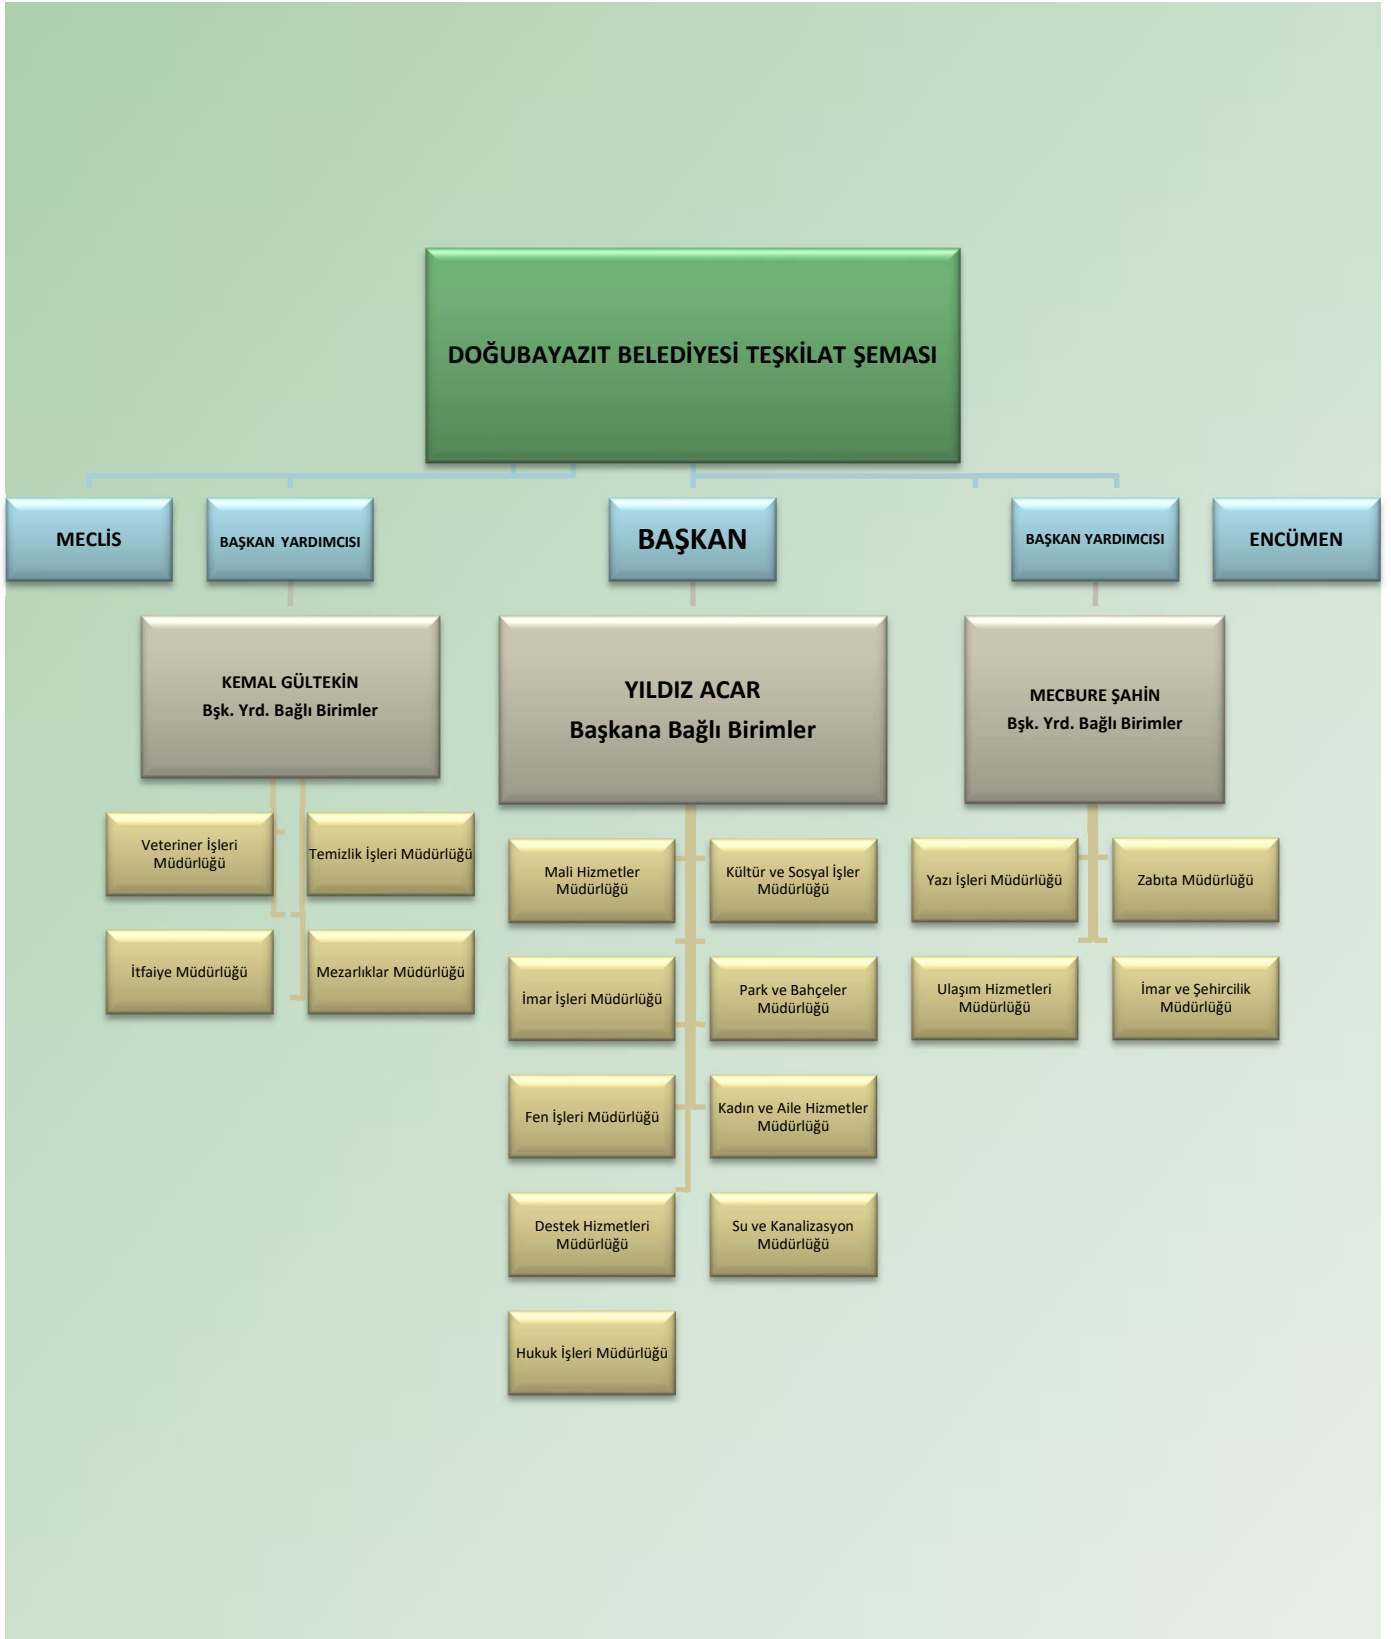 DOĞUBAYAZIT BELEDİYESİ TEŞKİLAT ŞEMASI
MECLİS
BAŞKAN YARDIMCISI
BAŞKAN
BAŞKAN YARDIMCISI
ENCÜMEN
KEMAL GÜLTEKİN
Bşk. Yrd. Bağlı Birimler
YILDIZ ACAR
Başkana Bağlı Birimler
MECBURE ŞAHİN
Bşk. Yrd. Bağlı Birimler
Veteriner İşleri
Müdürlüğü
Temizlik İşleri Müdürlüğü
İtfaiye Müdürlüğü
Mezarlıklar Müdürlüğü
Mali Hizmetler
Müdürlüğü
Kültür ve Sosyal İşler
Müdürlüğü
İmar İşleri Müdürlüğü
Park ve Bahçeler
Müdürlüğü
Fen İşleri Müdürlüğü
Kadın ve Aile Hizmetler
Müdürlüğü
Destek Hizmetleri
Müdürlüğü
Su ve Kanalizasyon
Müdürlüğü
Hukuk İşleri Müdürlüğü
Yazı İşleri Müdürlüğü
Zabıta Müdürlüğü
Ulaşım Hizmetleri
Müdürlüğü
İmar ve Şehircilik
Müdürlüğü